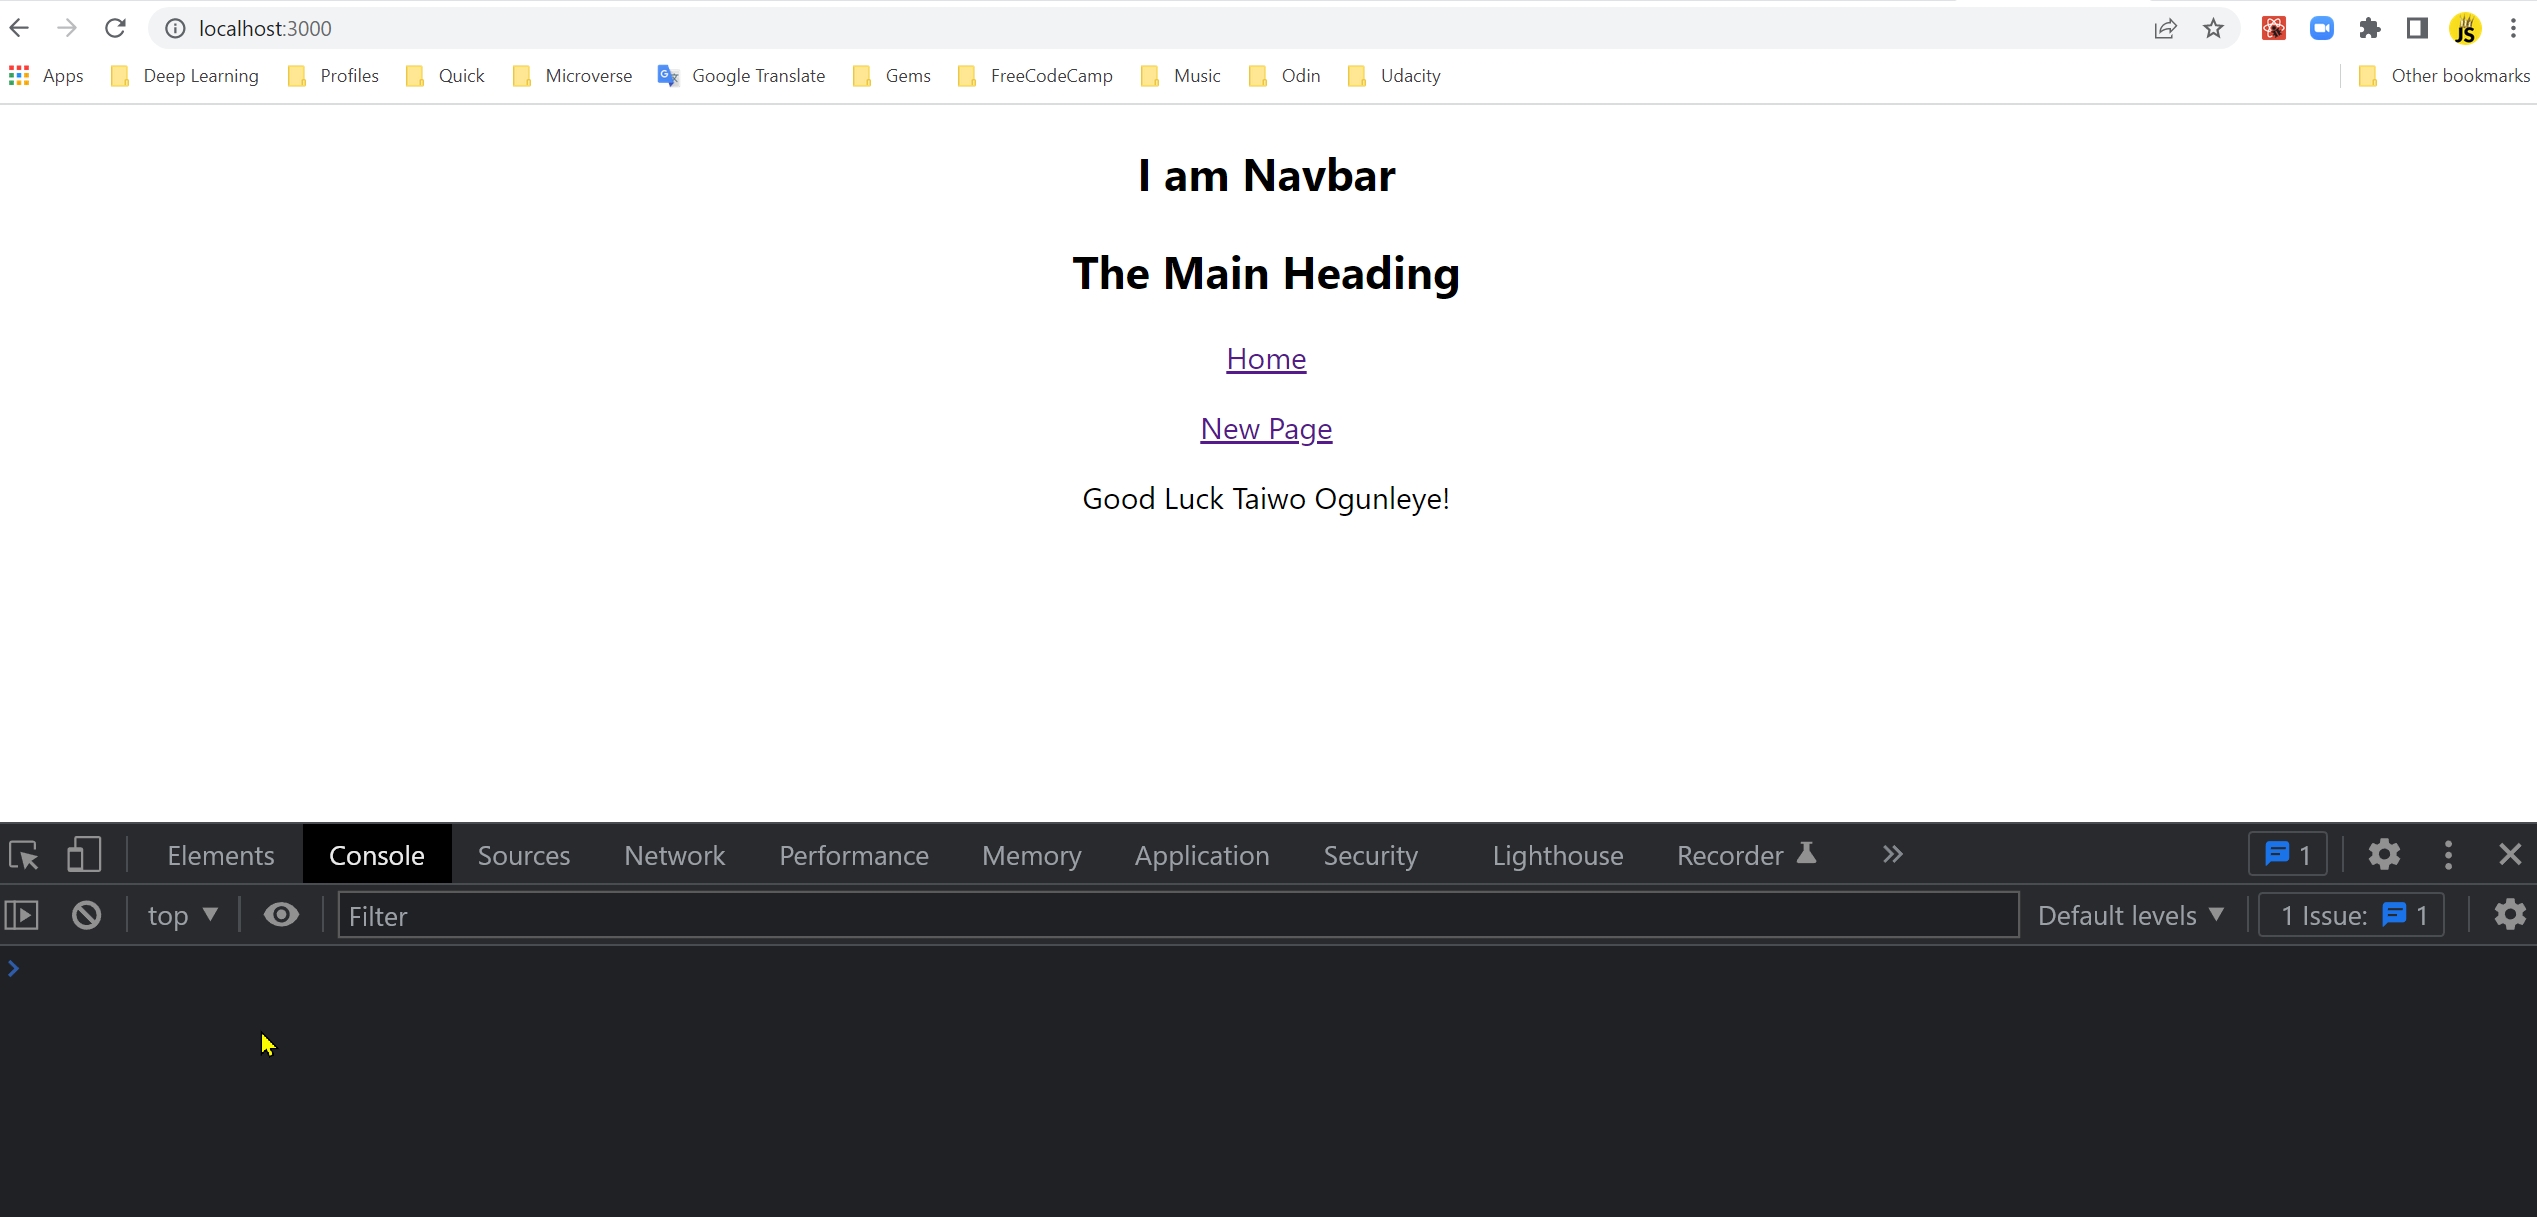 localhost:3000
Apps Deep Learning Profiles Quick Microverse Google Translate Gems FreeCodeCamp Music Odin Udacity Other bookmarks
I am Navbar
The Main Heading
Home
New Page
Good Luck Taiwo Ogunleye!
Elements Console Sources Network Performance Memory Application Security Lighthouse Recorder 1
top Filter Default levels 1 Issue: 1